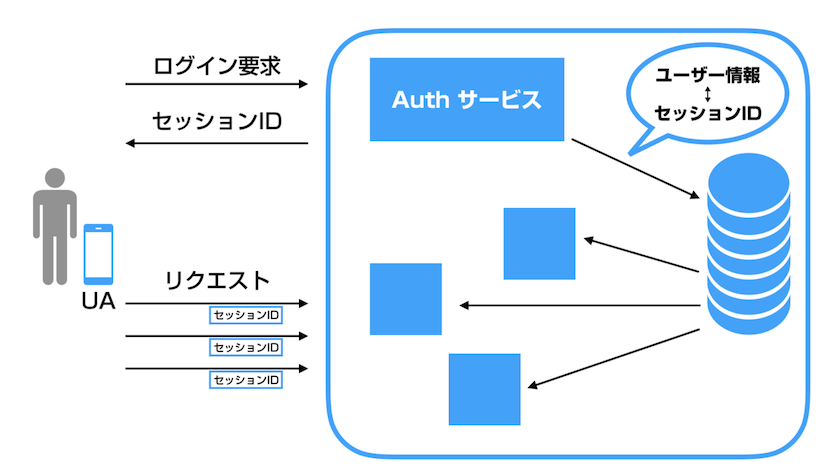 ログイン要求
セッションID
Auth サービス
ユーザー情報
↕
セッションID
UA
リクエスト
セッションID
セッションID
セッションID